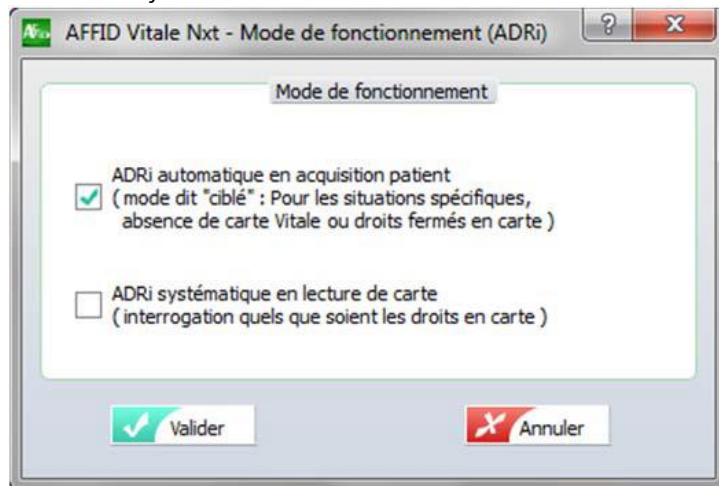 AFFID Vitale Nxt - Mode de fonctionnement (ADRi)
Mode de fonctionnement
ADRi automatique en acquisition patient
( mode dit "ciblé" : Pour les situations spécifiques,
absence de carte Vitale ou droits fermés en carte )
ADRi systématique en lecture de carte
( interrogation quels que soient les droits en carte )
Valider
Annuler